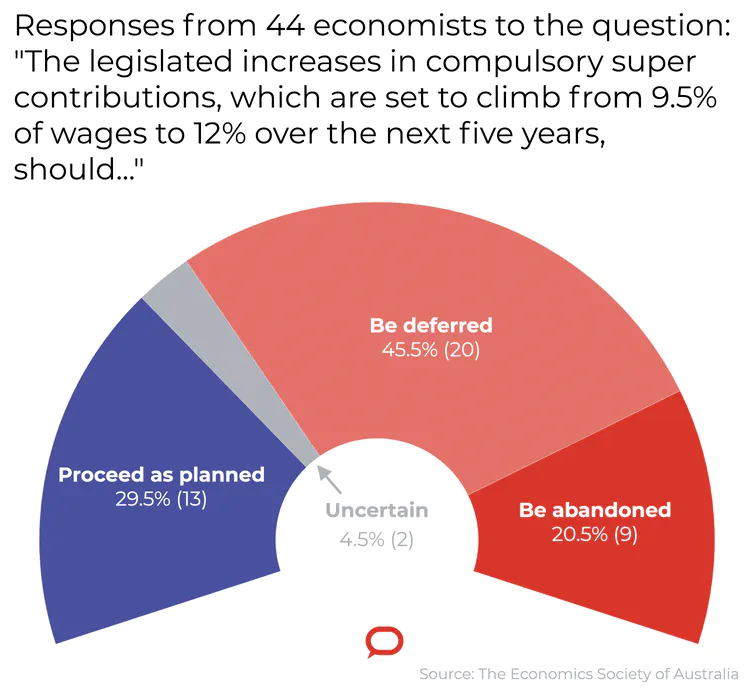 Responses from 44 economists to the question:
"The legislated increases in compulsory super
contributions, which are set to climb from 9.5%
of wages to 12% over the next five years,
should..."
Be deferred
45.5% (20)
Proceed as planned
29.5% (13)
Uncertain
4.5% (2)
Be abandoned
20.5% (9)
Source: The Economics Society of Australia